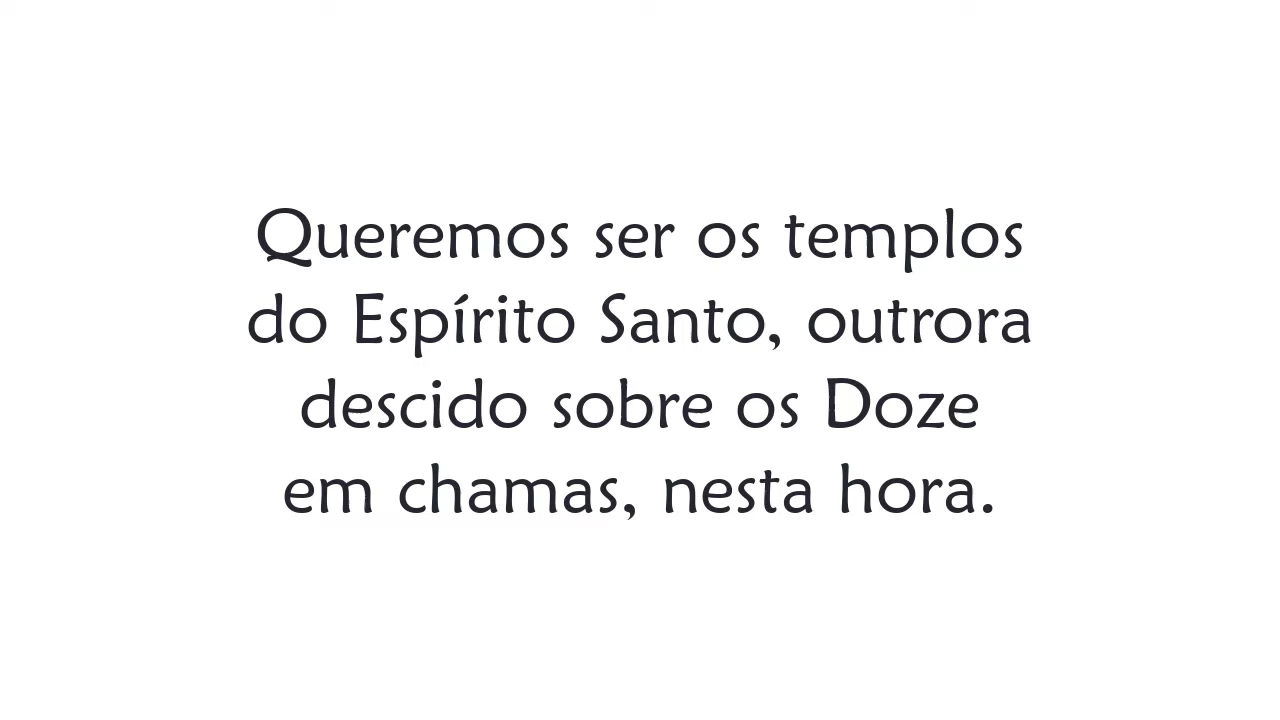 Queremos ser os templos
do Espírito Santo, outrora
descido sobre os Doze
em chamas, nesta hora.